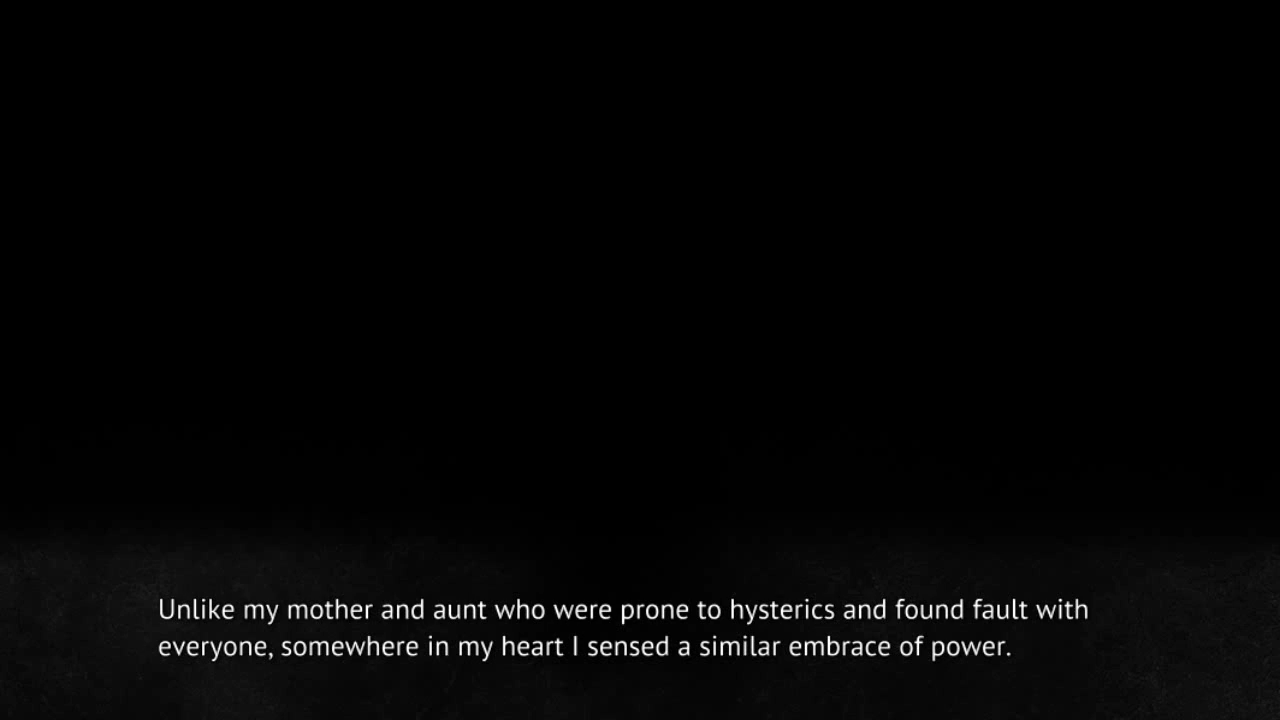 Unlike my mother and aunt who were prone to hysterics and found fault with
everyone, somewhere in my heart I sensed a similar embrace of power.